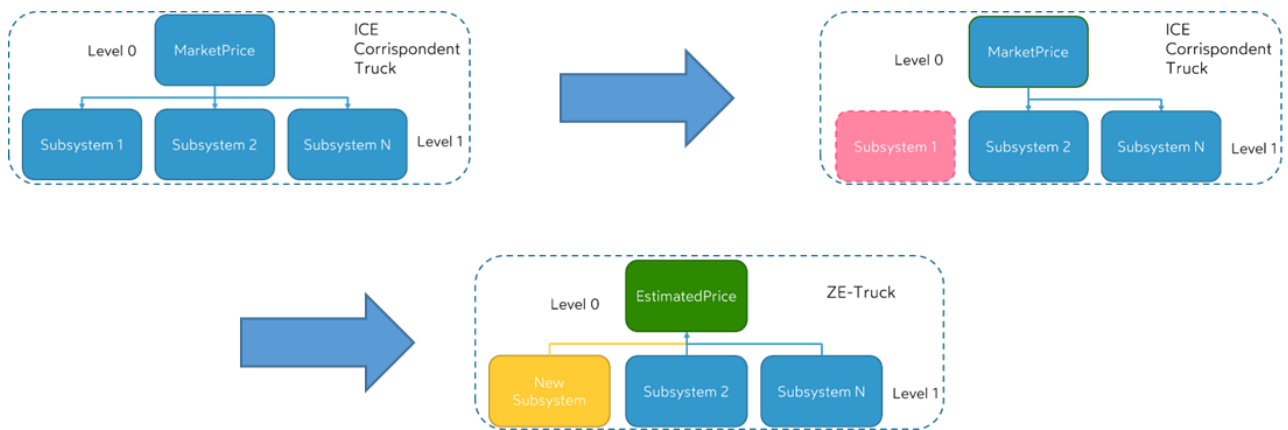 ICE
Corrispondent
Truck
Level 0
MarketPrice
Subsystem 1
Subsystem 2
Subsystem N
Level 1
ICE
Corrispondent
Truck
Level 0
MarketPrice
Subsystem 1
Subsystem 2
Subsystem N
Level 1
Level 0
EstimatedPrice
ZE-Truck
New
Subsystem
Subsystem 2
Subsystem N
Level 1